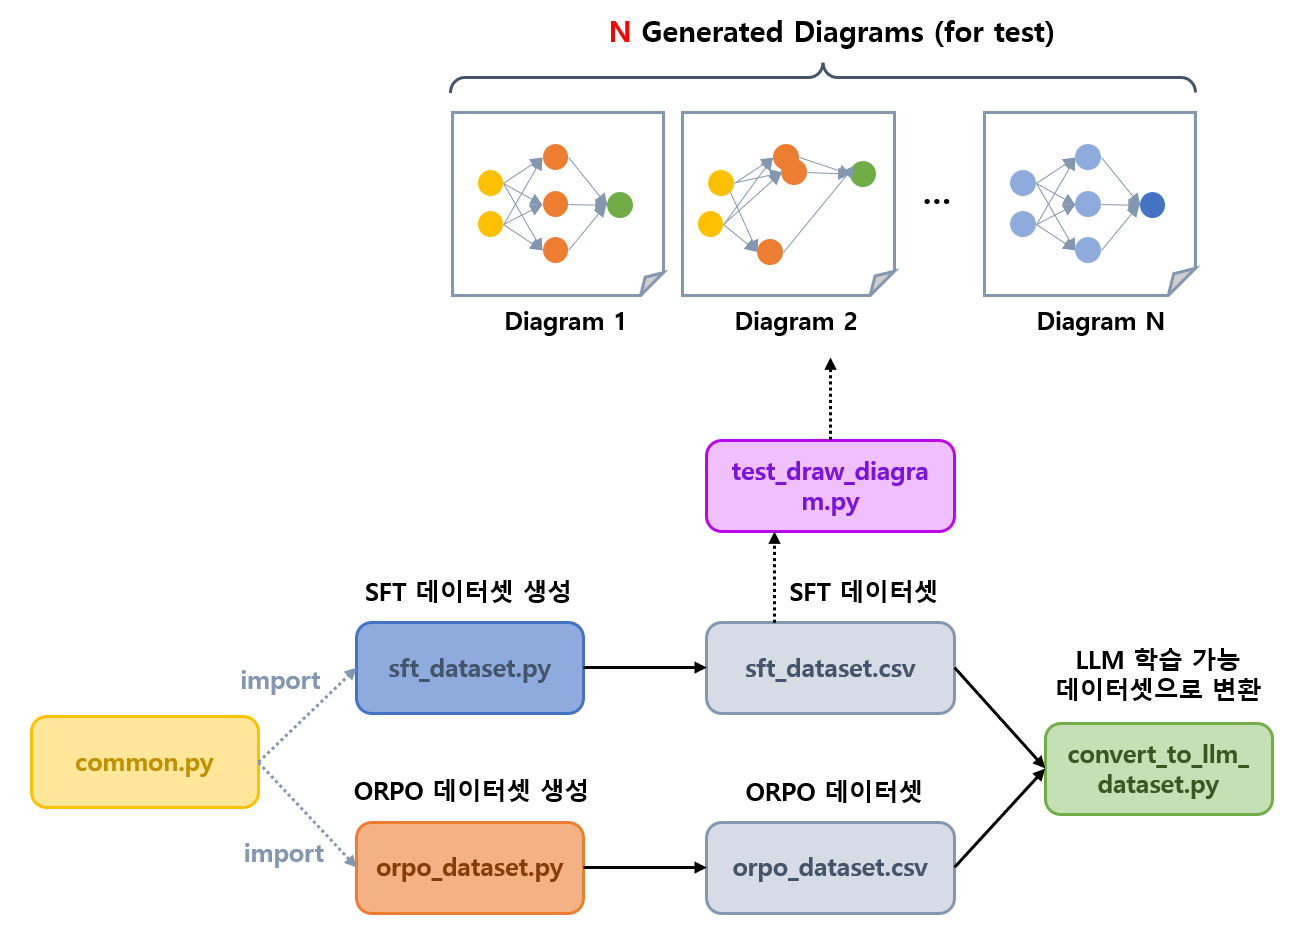 N Generated Diagrams (for test)
...
Diagram 1
Diagram 2
Diagram N
test_draw_diagra
m.py
SFT 데이터셋 생성
SFT 데이터셋
sft_dataset.py
sft_dataset.csv
LLM 학습 가능
데이터셋으로 변환
import
common.py
convert_to_llm_
dataset.py
ORPO 데이터셋 생성
ORPO 데이터셋
import
orpo_dataset.py
orpo_dataset.csv